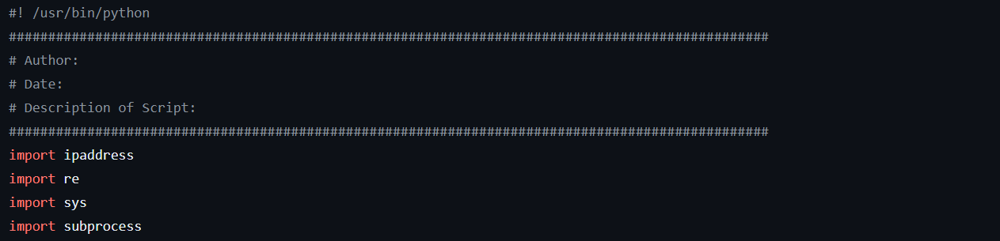 #! /usr/bin/python
#################################################################################################
# Author:
# Date:
# Description of Script:
#################################################################################################
import ipaddress
import re
import sys
import subprocess